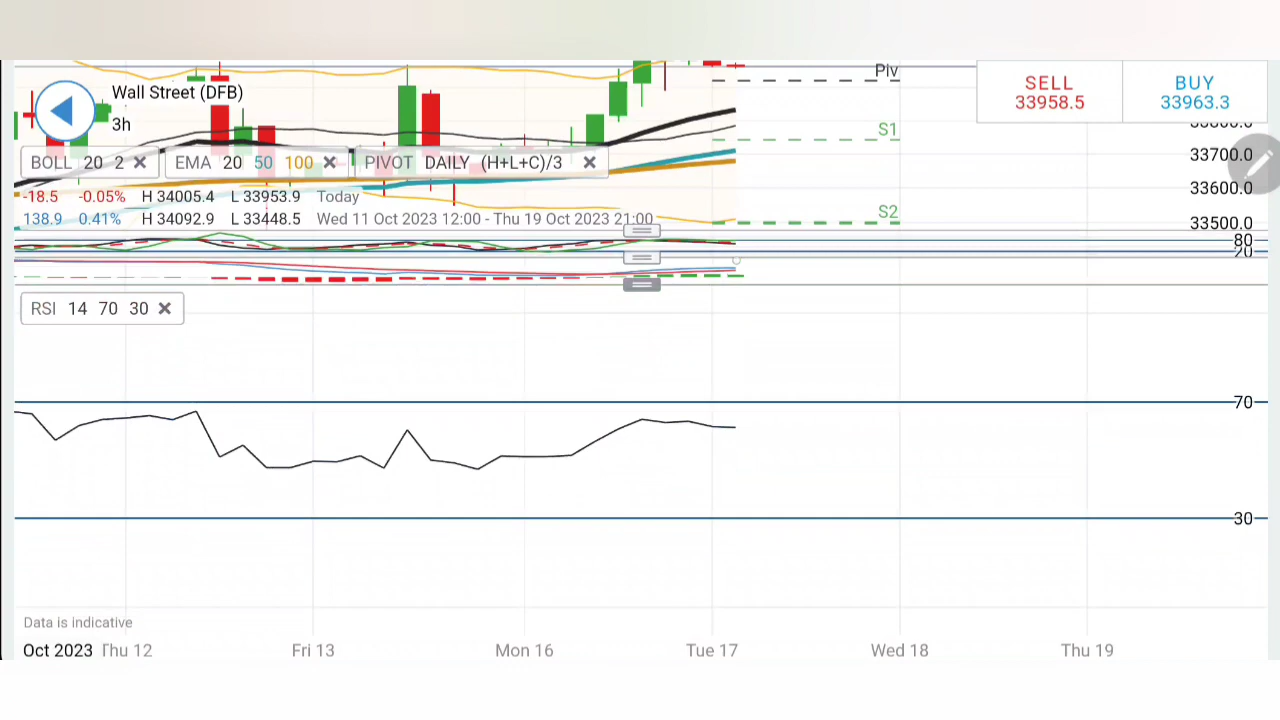 Wall Street (DFB)
3h
Piv
SELL
33958.5
BUY
33963.3
S1
33700.0
BOLL 20 2 ×
EMA 20 50 100 ×
PIVOT DAILY (H+L+C)/3 ×
33600.0
-18.5 -0.05% H 34005.4 L 33953.9 Today
138.9 0.41% H 34092.9 L 33448.5 Wed 11 Oct 2023 12:00 - Thu 19 Oct 2023 21:00
S2
33500.0
80
20
RSI 14 70 30 ×
70
30
Data is indicative
Oct 2023 Thu 12 Fri 13 Mon 16 Tue 17 Wed 18 Thu 19